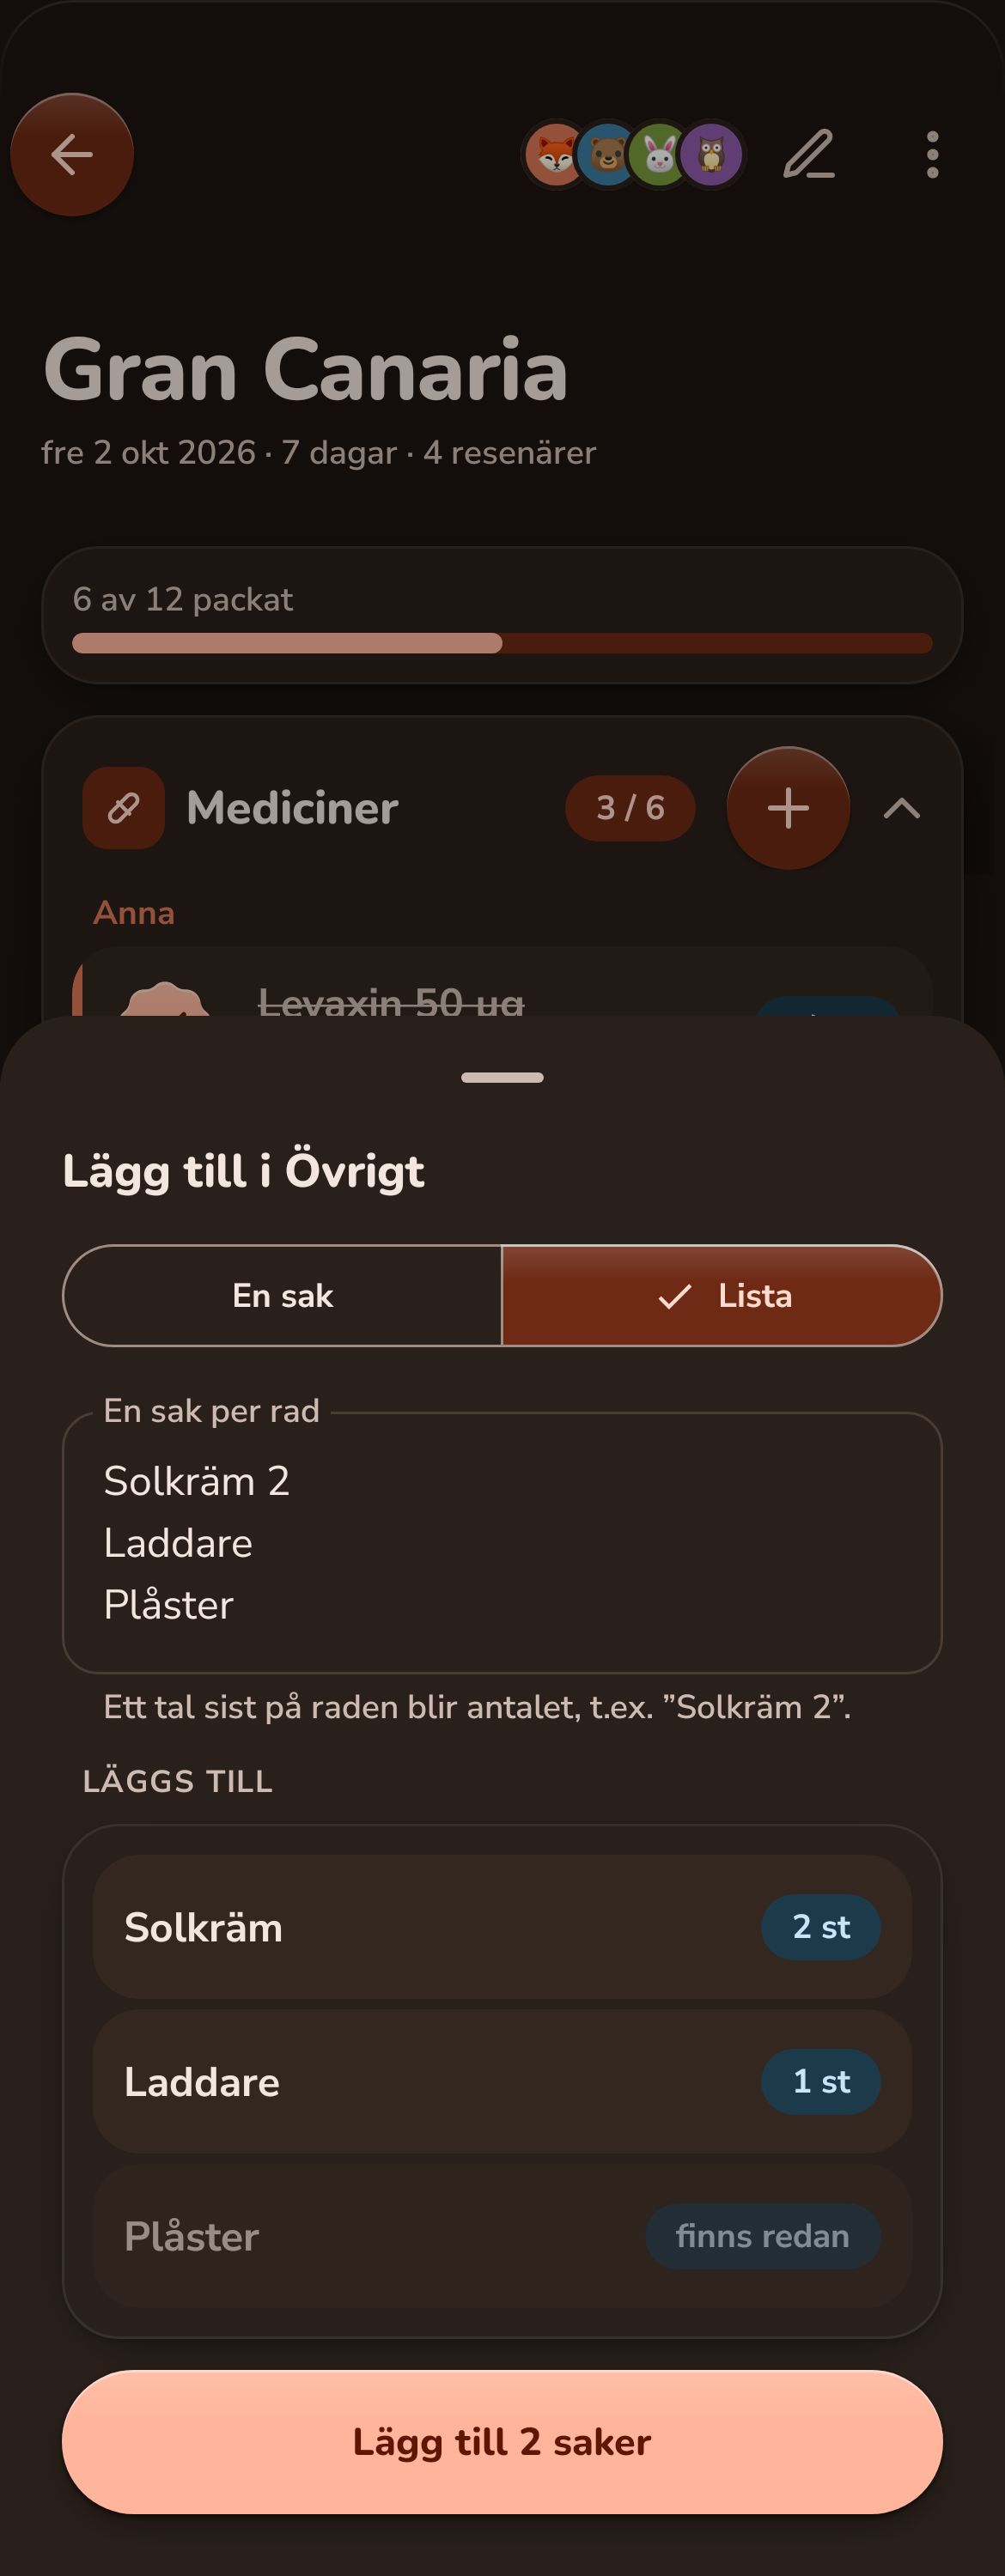 Gran Canaria
fre 2 okt 2026 · 7 dagar · 4 resenärer
6 av 12 packat
Mediciner
3 / 6
Anna
Levaxin 50 µg
Lägg till i Övrigt
En sak
Lista
En sak per rad
Solkräm 2
Laddare
Plåster
Ett tal sist på raden blir antalet, t.ex. ”Solkräm 2”.
LÄGGS TILL
Solkräm
2 st
Laddare
1 st
Plåster
finns redan
Lägg till 2 saker